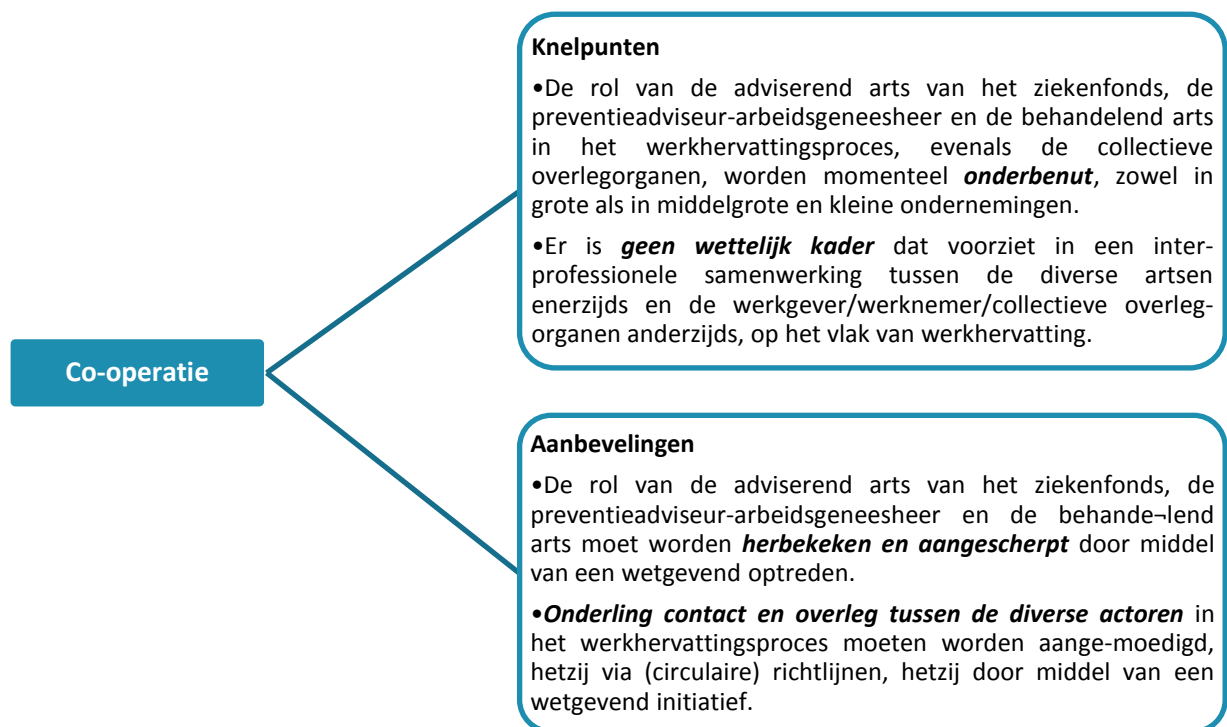 Knelpunten
•De rol van de adviserend arts van het ziekenfonds, de
preventieadviseur-arbeidsgeneesheer en de behandelend arts
in het werkhervattingsproces, evenals de collectieve
overlegorganen, worden momenteel onderbenut, zowel in
grote als in middelgrote en kleine ondernemingen.
•Er is geen wettelijk kader dat voorziet in een inter-
professionele samenwerking tussen de diverse artsen
enerzijds en de werkgever/werknemer/collectieve overleg-
organen anderzijds, op het vlak van werkhervatting.
Co-operatie
Aanbevelingen
•De rol van de adviserend arts van het ziekenfonds, de
preventieadviseur-arbeidsgeneesheer en de behande¬lend
arts moet worden herbekeken en aangescherpt door middel
van een wetgevend optreden.
•Onderling contact en overleg tussen de diverse actoren in
het werkhervattingsproces moeten worden aange-moedigd,
hetzij via (circulaire) richtlijnen, hetzij door middel van een
wetgevend initiatief.